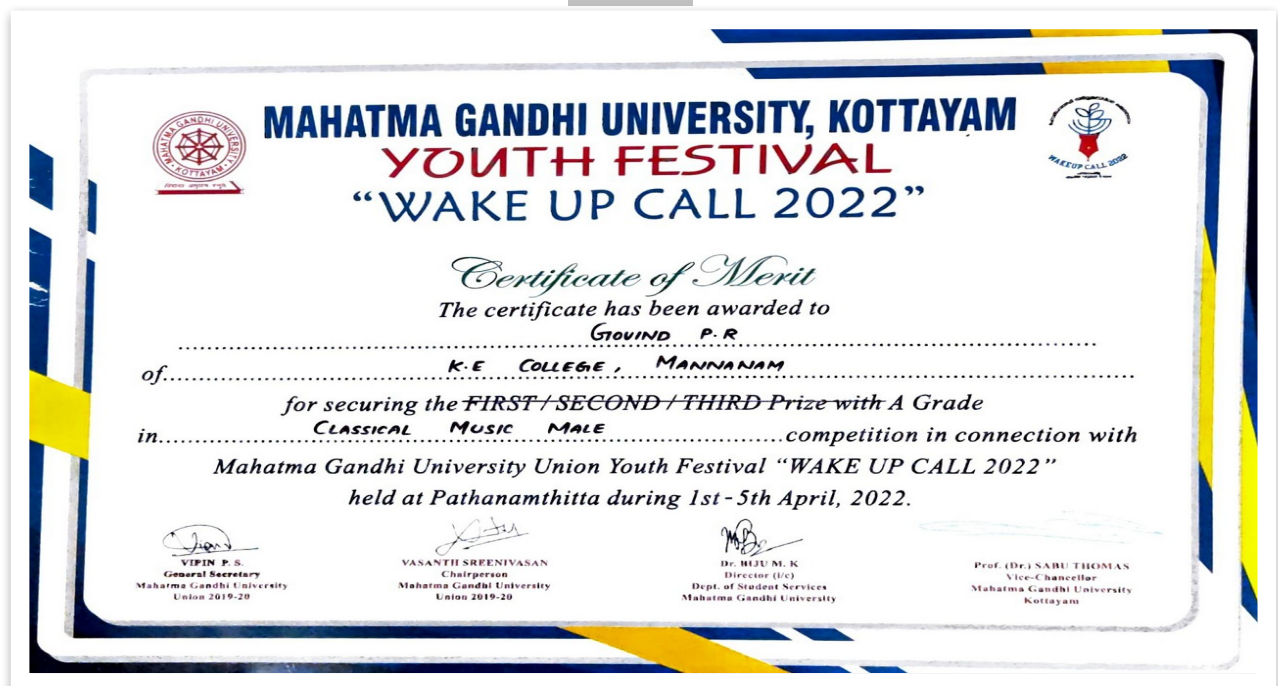 MAHATMA GANDHI UNIVERSITY, KOTTAYAM
YOUTH FESTIVAL
“WAKE UP CALL 2022”
MAHATMA GANDHI UNIVERSITY
KOTTAYAM
WAKEUP CALL 2022
Certificate of Merit
The certificate has been awarded to
GOVIND P.R
of K.E COLLEGE, MANNANAM
for securing the FIRST / SECOND / THIRD Prize with A Grade
in CLASSICAL MUSIC MALE competition in connection with
Mahatma Gandhi University Union Youth Festival “WAKE UP CALL 2022”
held at Pathanamthitta during 1st - 5th April, 2022.
VIPIN P. S.
General Secretary
Mahatma Gandhi University
Union 2019-20
VASANTH SREENIVASAN
Chairperson
Mahatma Gandhi University
Union 2019-20
Dr. BIJU M. K
Director (i/c)
Dept. of Student Services
Mahatma Gandhi University
Prof. (Dr.) SABU THOMAS
Vice-Chancellor
Mahatma Gandhi University
Kottayam